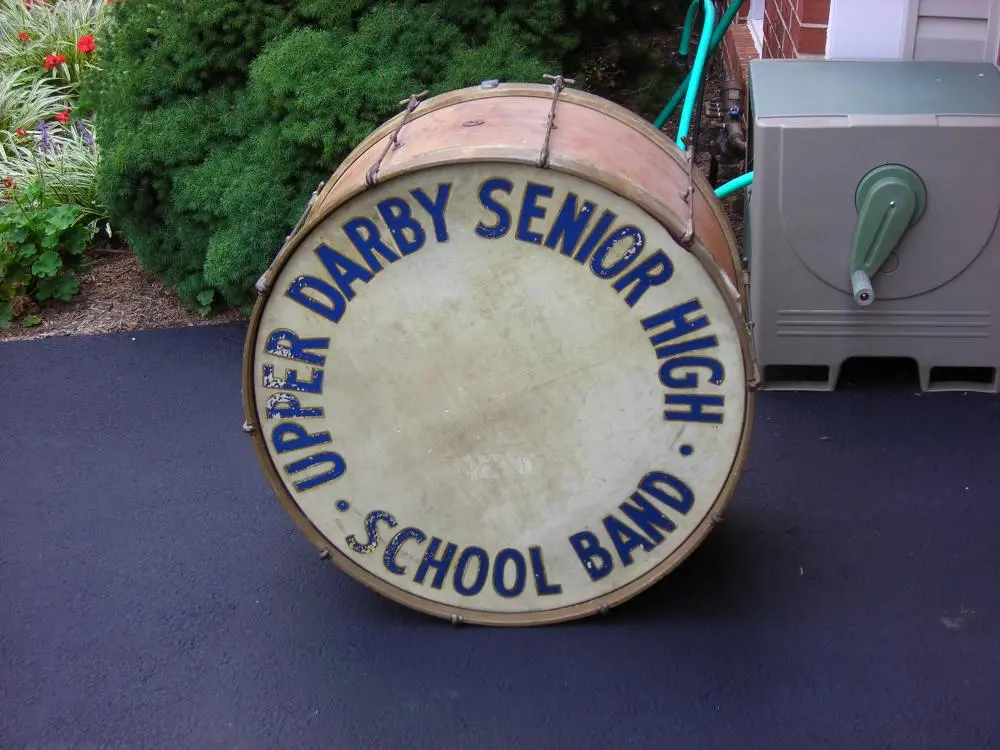 UPPER DARBY SENIOR HIGH
· SCHOOL BAND ·